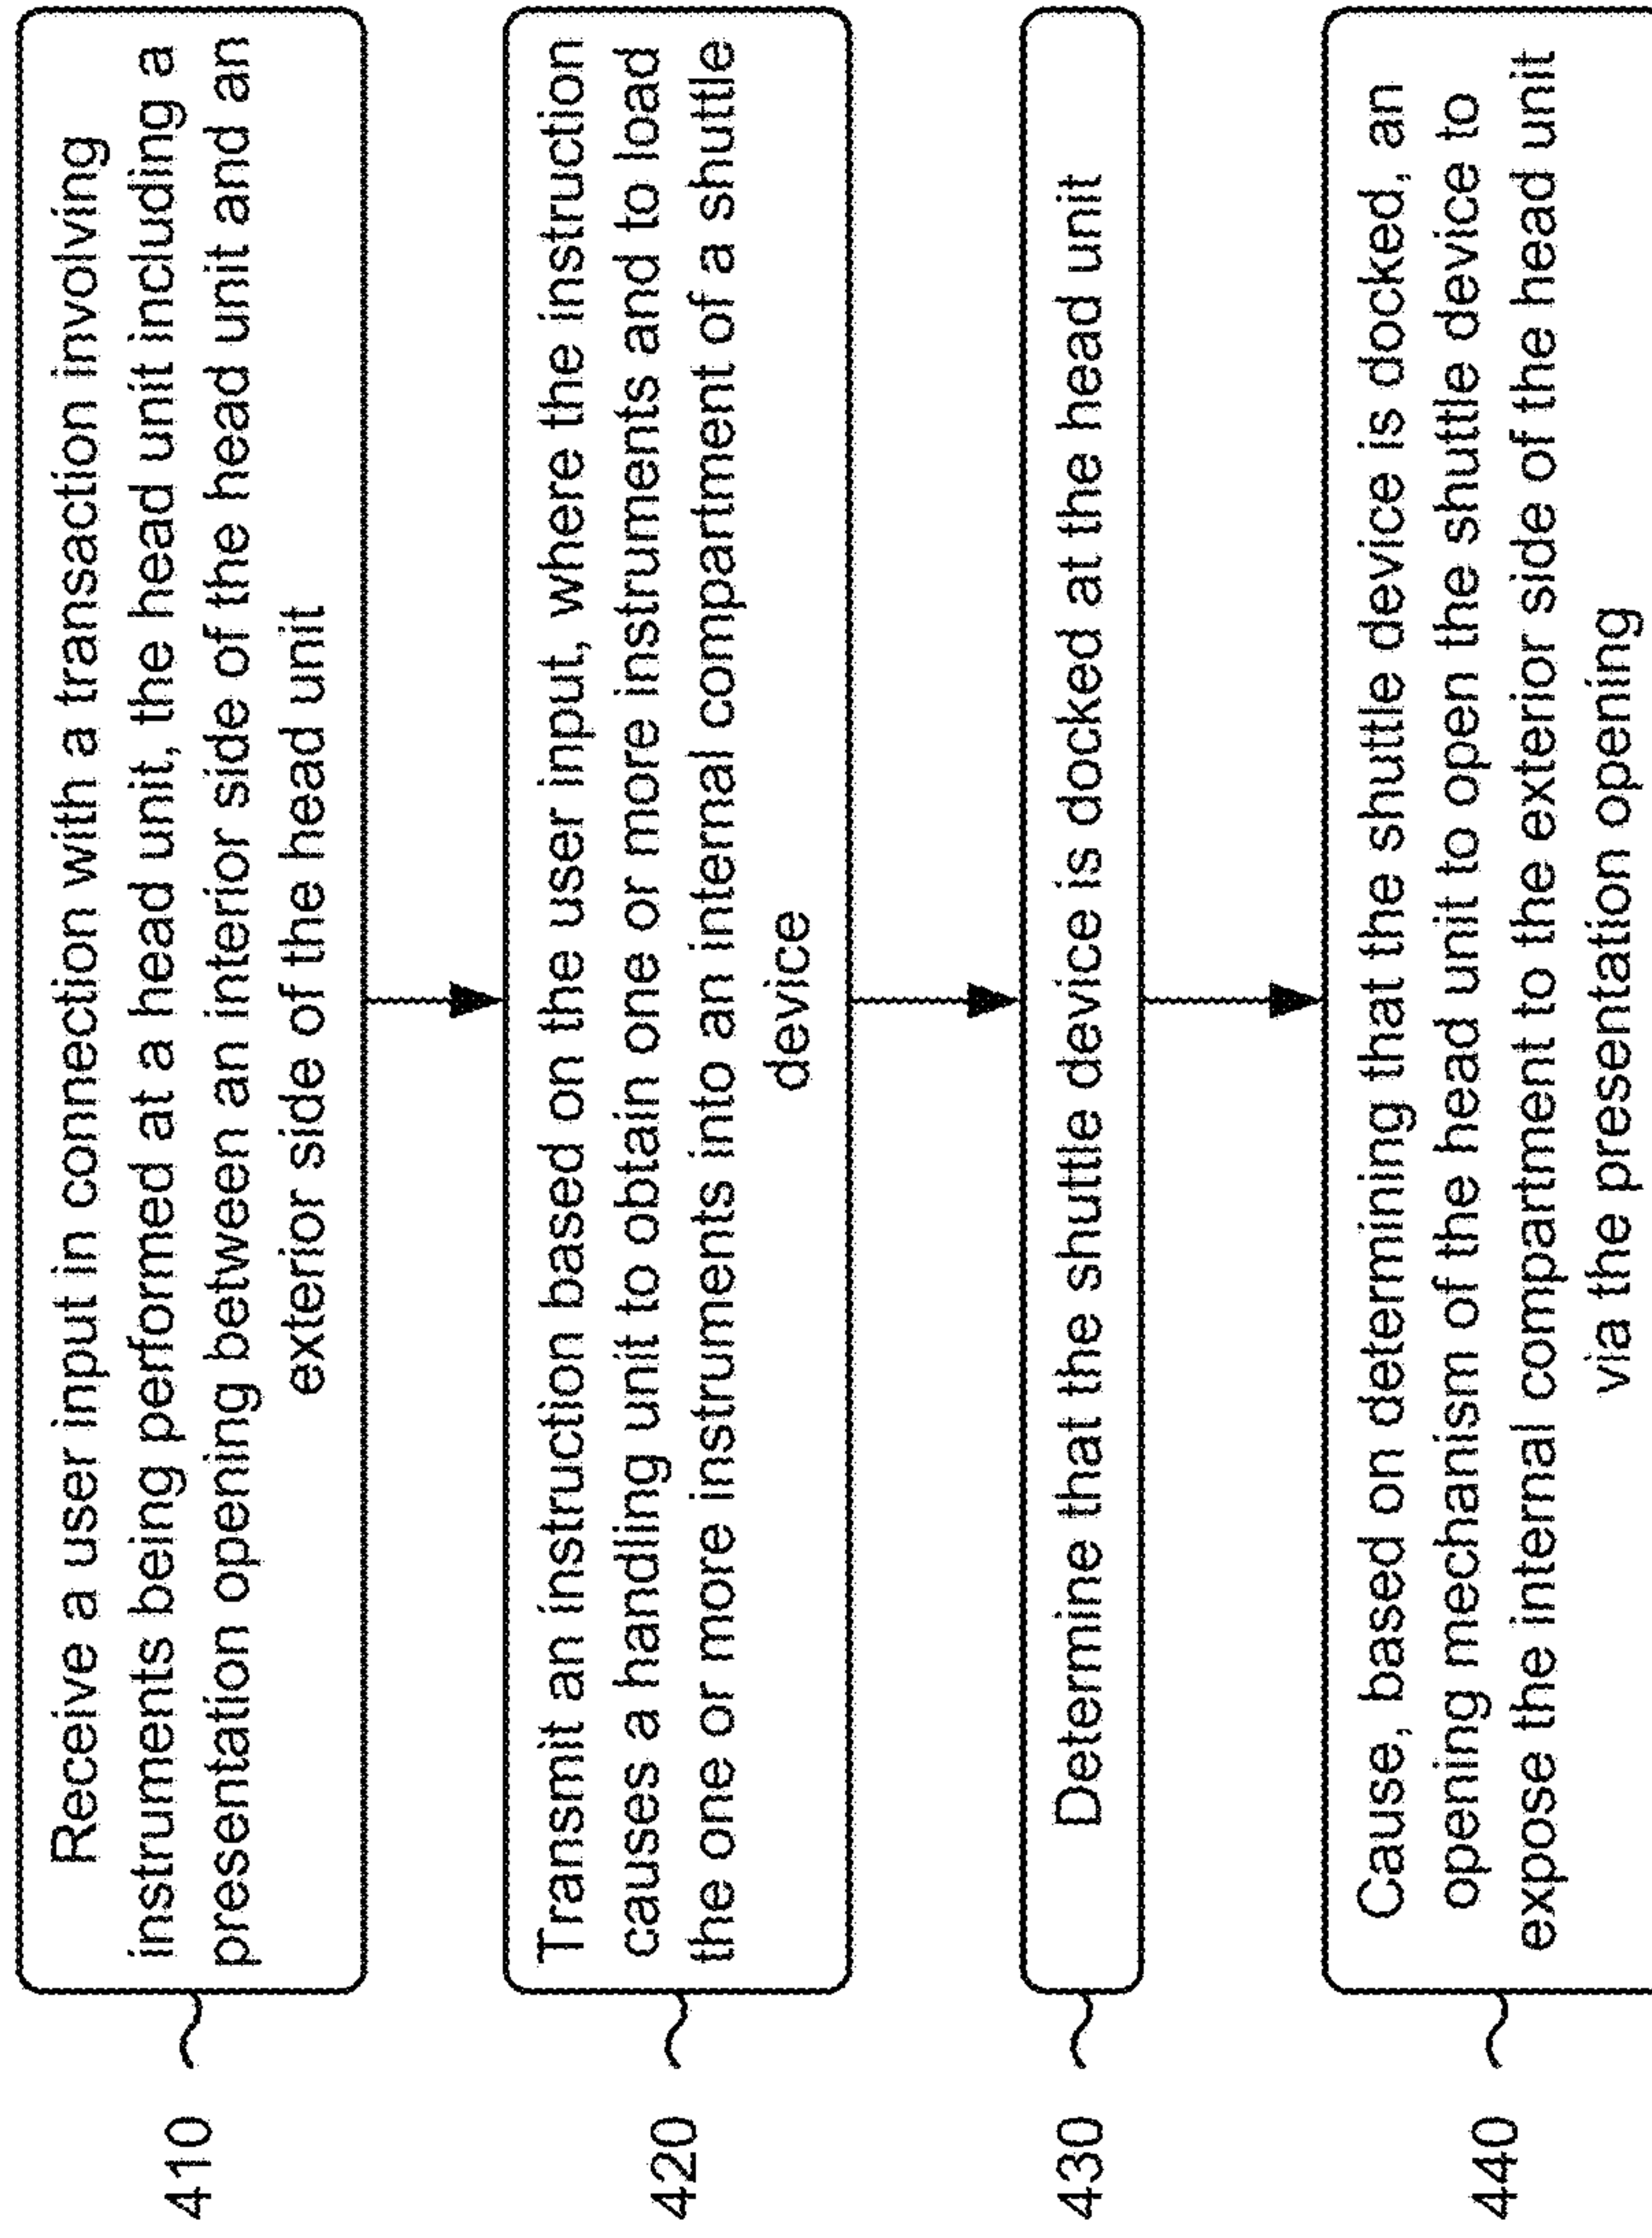 410
Receive a user input in connection with a transaction involving
instruments being performed at a head unit, the head unit including a
presentation opening between an interior side of the head unit and an
exterior side of the head unit
420
Transmit an instruction based on the user input, where the instruction
causes a handling unit to obtain one or more instruments and to load
the one or more instruments into an internal compartment of a shuttle
device
430
Determine that the shuttle device is docked at the head unit
440
Cause, based on determining that the shuttle device is docked, an
opening mechanism of the head unit to open the shuttle device to
expose the internal compartment to the exterior side of the head unit
via the presentation opening